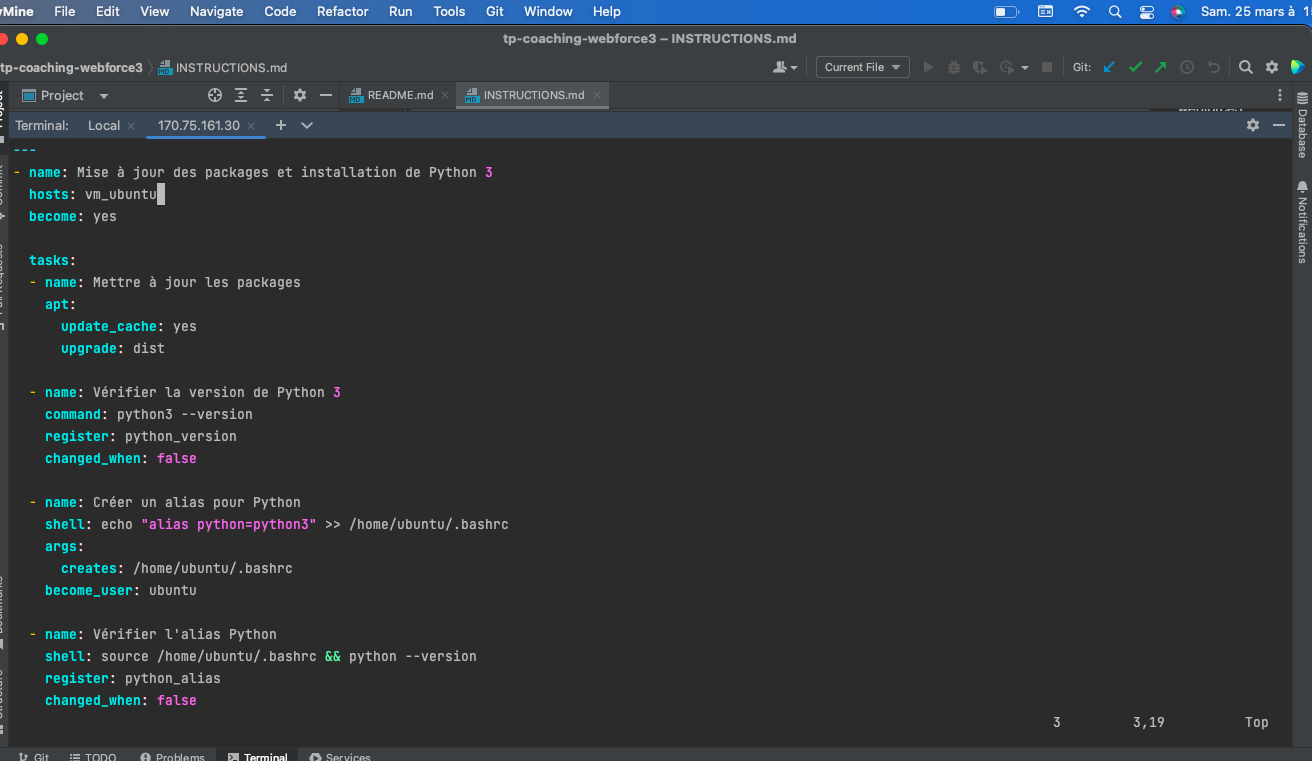 yMine File Edit View Navigate Code Refactor Run Tools Git Window Help Sam. 25 mars à
tp-coaching-webforce3 – INSTRUCTIONS.md
tp-coaching-webforce3 INSTRUCTIONS.md Current File Git:
Project README.md INSTRUCTIONS.md
Terminal: Local 170.75.161.30
---
- name: Mise à jour des packages et installation de Python 3
hosts: vm_ubuntu
become: yes
tasks:
- name: Mettre à jour les packages
apt:
update_cache: yes
upgrade: dist
- name: Vérifier la version de Python 3
command: python3 --version
register: python_version
changed_when: false
- name: Créer un alias pour Python
shell: echo "alias python=python3" >> /home/ubuntu/.bashrc
args:
creates: /home/ubuntu/.bashrc
become_user: ubuntu
- name: Vérifier l'alias Python
shell: source /home/ubuntu/.bashrc && python --version
register: python_alias
changed_when: false
3 3,19 Top
Database
Notifications
Git TODO Problems Terminal Services